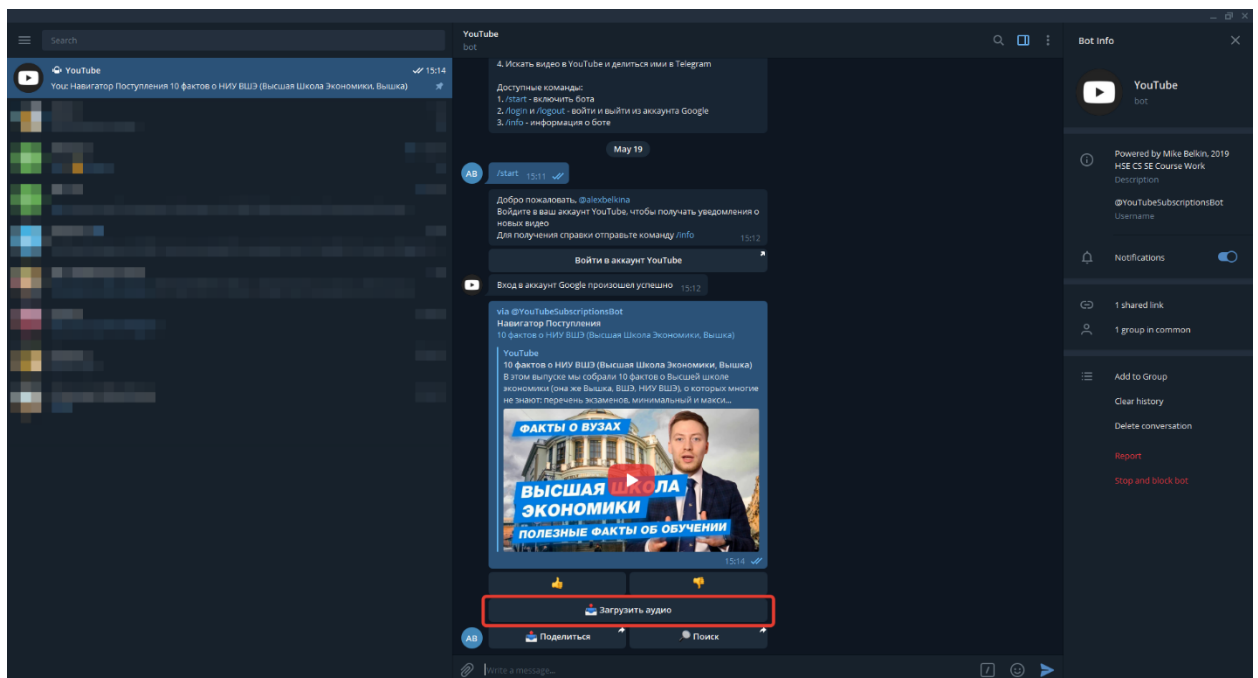 Search
YouTube
15:14
You: Навигатор Поступления 10 фактов о НИУ ВШЭ (Высшая Школа Экономики, Вышка)
YouTube
bot
4. Искать видео в YouTube и делиться ими в Telegram
Доступные команды:
1. /start - включить бота
2. /login и /logout - войти и выйти из аккаунта Google
3. /info - информация о боте
May 19
AB
/start 15:11
Добро пожаловать, @alexbelkina
Войдите в ваш аккаунт YouTube, чтобы получать уведомления о
новых видео
Для получения справки отправьте команду /info
15:12
Войти в аккаунт YouTube
Вход в аккаунт Google произошел успешно 15:12
via @YouTubeSubscriptionsBot
Навигатор Поступления
10 фактов о НИУ ВШЭ (Высшая Школа Экономики, Вышка)
YouTube
10 фактов о НИУ ВШЭ (Высшая Школа Экономики, Вышка)
В этом выпуске мы собрали 10 фактов о Высшей школе
экономики (она же Вышка, ВШЭ, НИУ ВШЭ), о которых многие
не знают: перечень экзаменов, минимальный и макси...
ФАКТЫ О ВУЗАХ
ВЫСШАЯ ШКОЛА
ЭКОНОМИКИ
ПОЛЕЗНЫЕ ФАКТЫ ОБ ОБУЧЕНИИ
15:14
Загрузить аудио
AB
Поделиться
Поиск
Write a message...
Bot Info
YouTube
bot
Powered by Mike Belkin, 2019
HSE CS SE Course Work
Description
@YouTubeSubscriptionsBot
Username
Notifications
1 shared link
1 group in common
Add to Group
Clear history
Delete conversation
Report
Stop and block bot